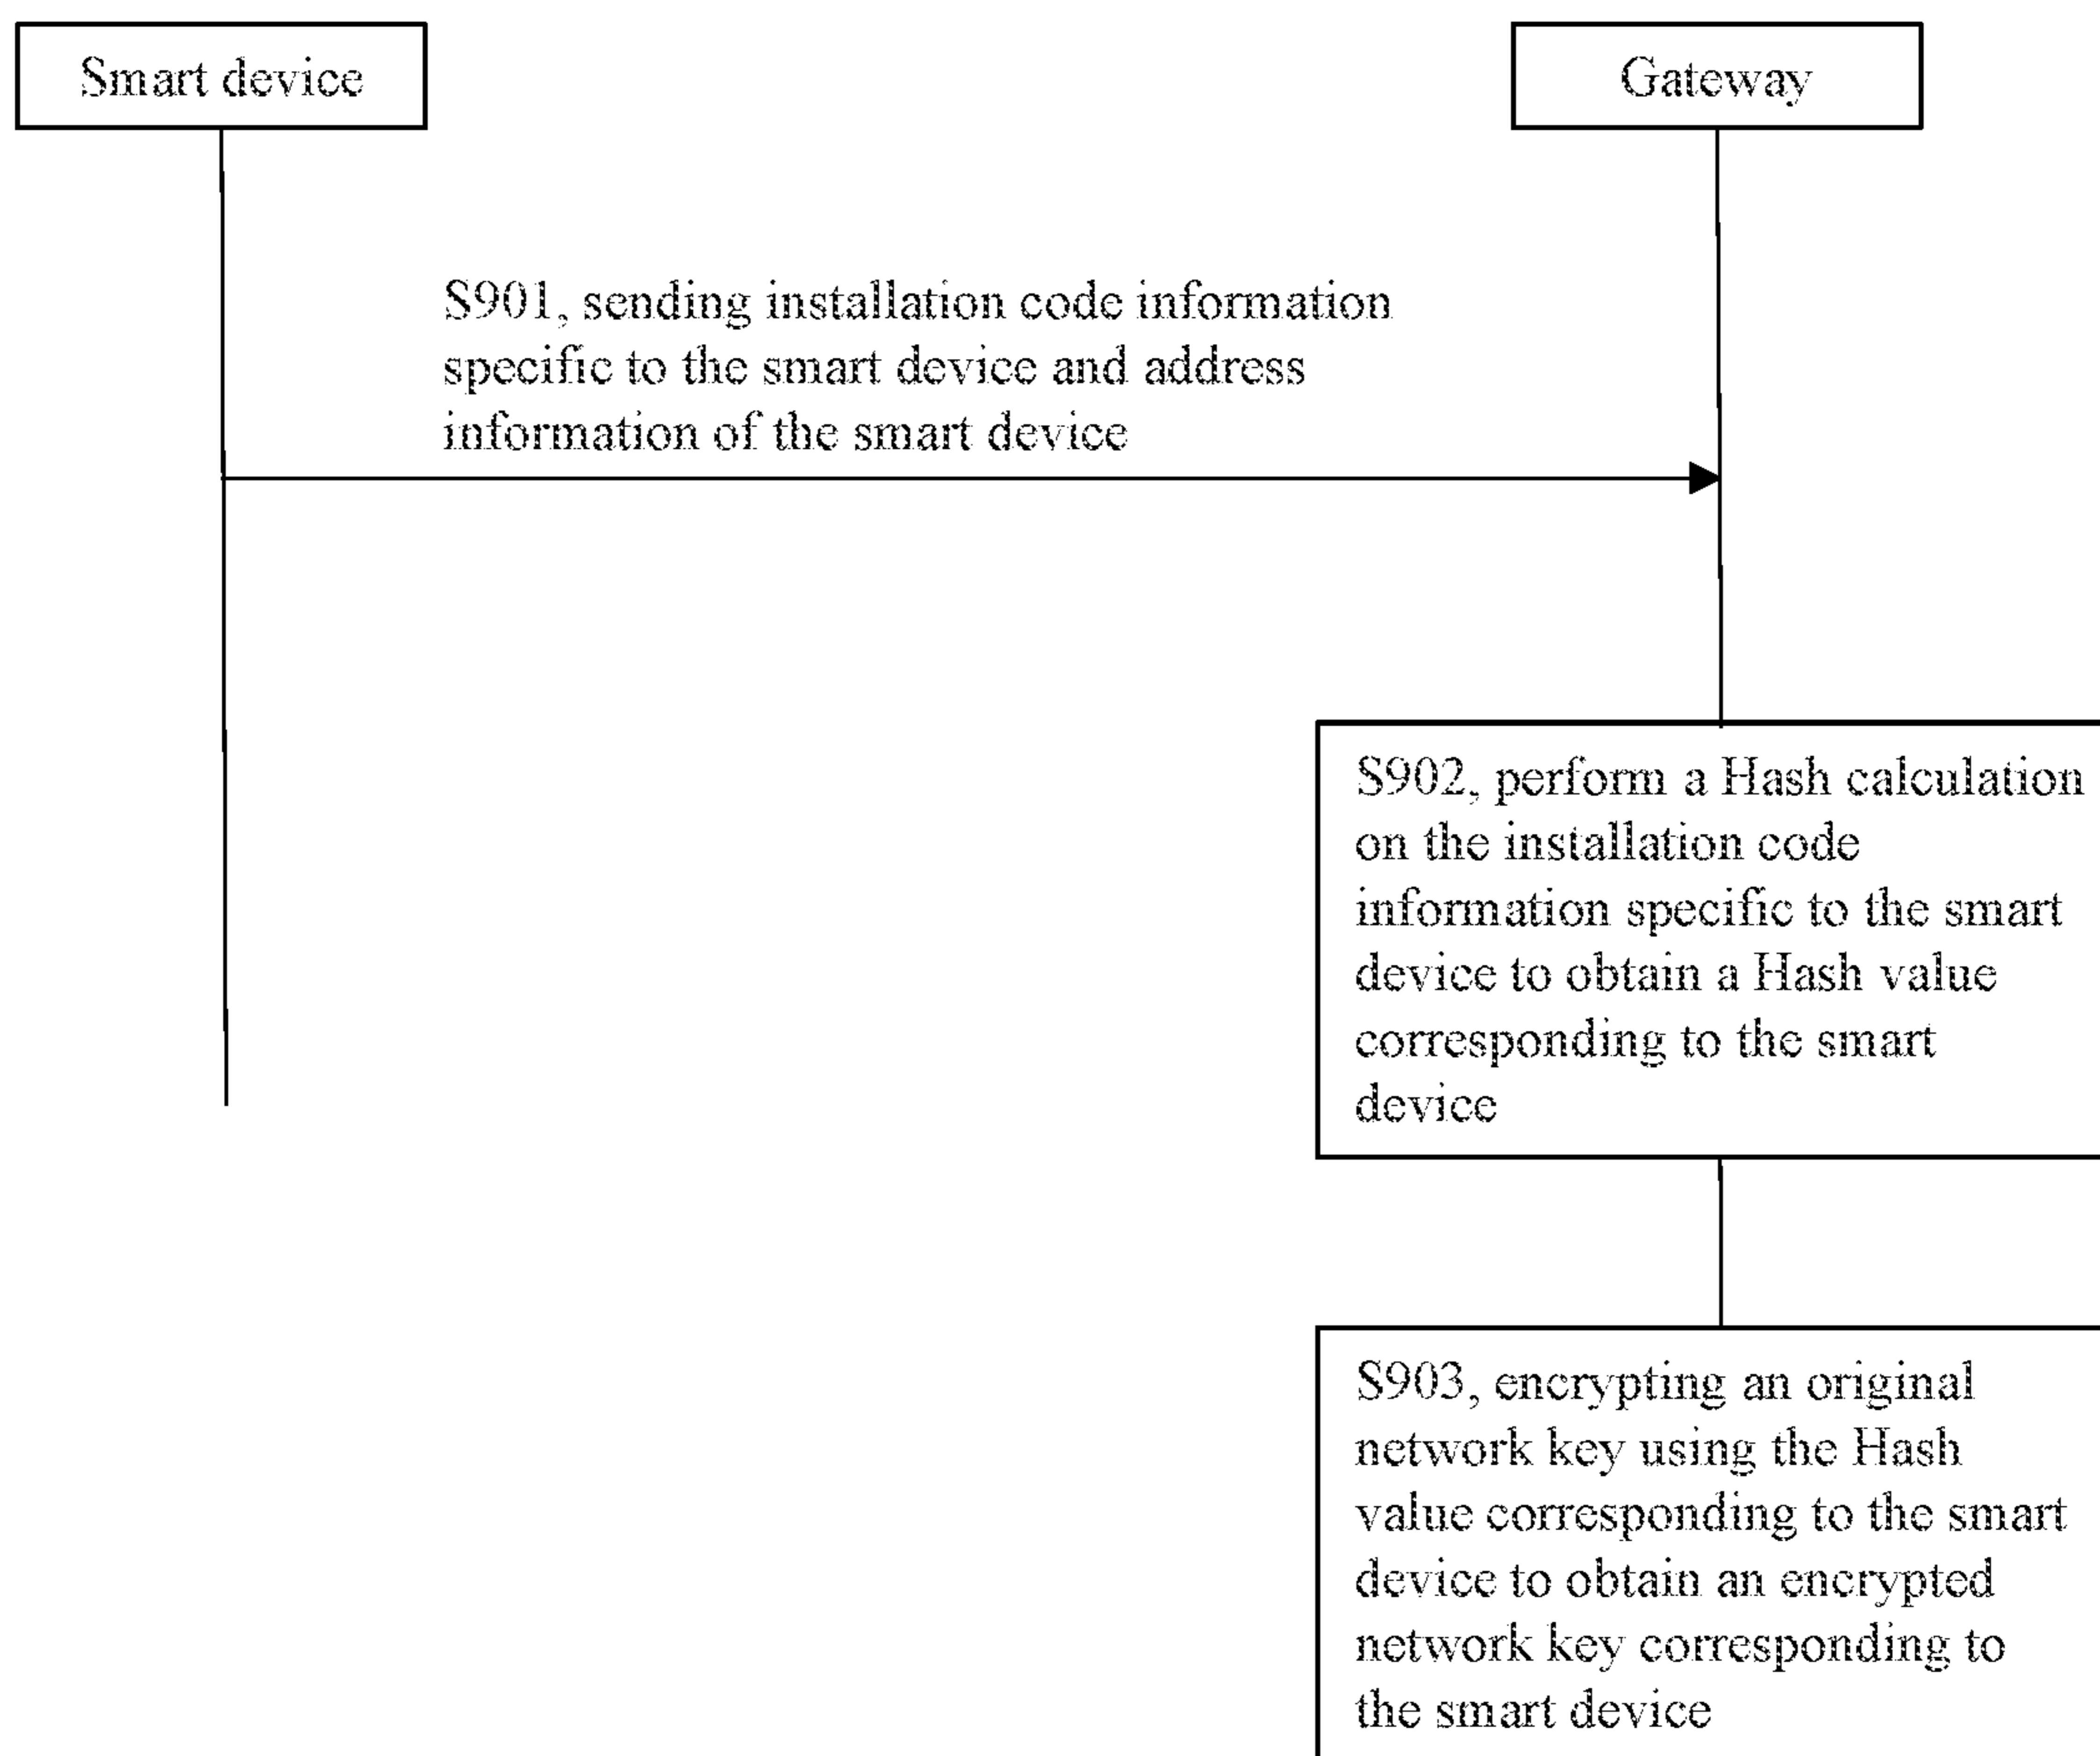 Smart device
Gateway
S901, sending installation code information
specific to the smart device and address
information of the smart device
S902, perform a Hash calculation
on the installation code
information specific to the smart
device to obtain a Hash value
corresponding to the smart
device
S903, encrypting an original
network key using the Hash
value corresponding to the smart
device to obtain an encrypted
network key corresponding to
the smart device